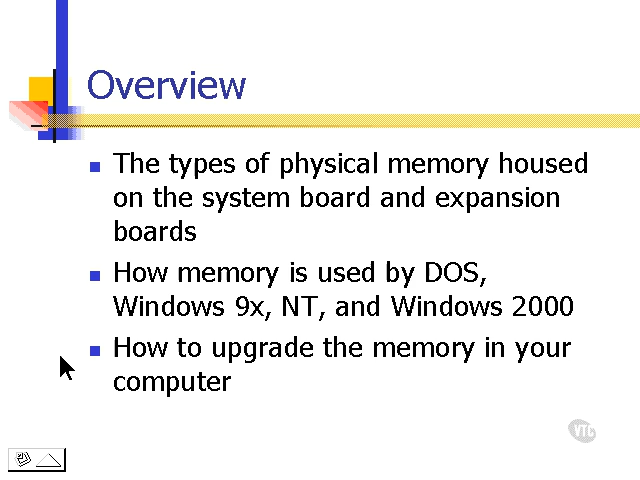 Overview
The types of physical memory housed
on the system board and expansion
boards
How memory is used by DOS,
Windows 9x, NT, and Windows 2000
How to upgrade the memory in your
computer
VTC